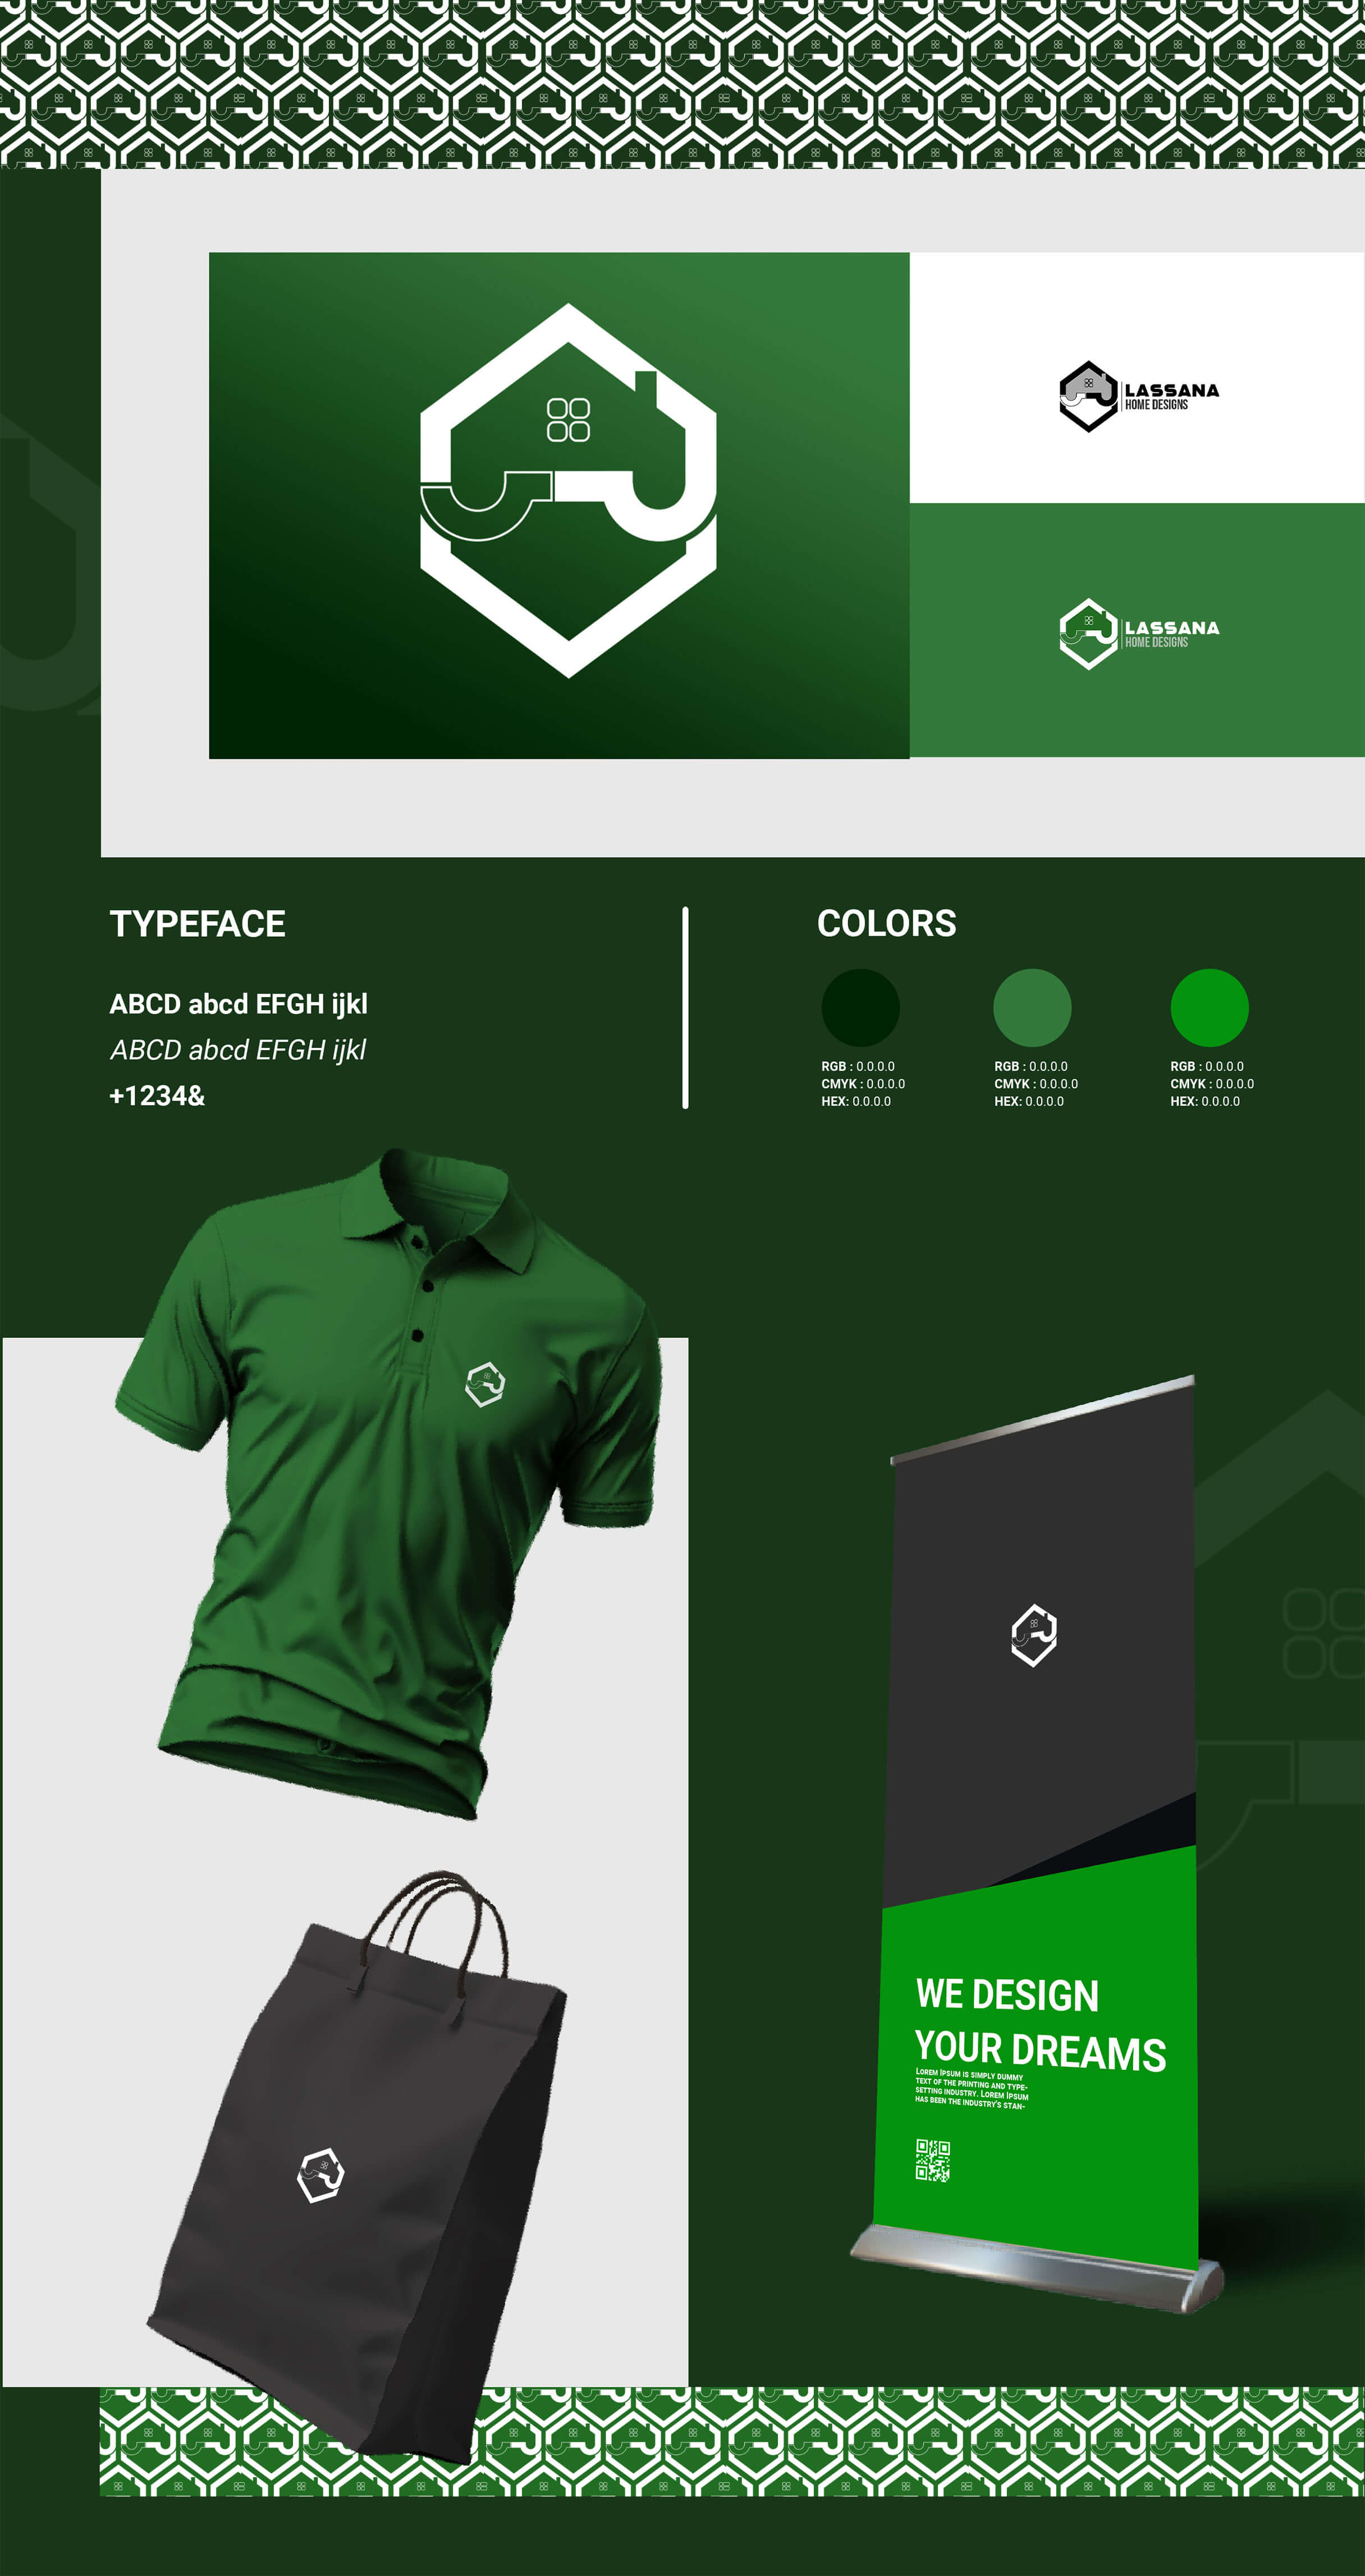 LASSANA
HOME DESIGNS
LASSANA
HOME DESIGNS
TYPEFACE
ABCD abcd EFGH ijkl
ABCD abcd EFGH ijkl
+1234&
COLORS
RGB : 0.0.0.0
CMYK : 0.0.0.0
HEX: 0.0.0.0
RGB : 0.0.0.0
CMYK : 0.0.0.0
HEX: 0.0.0.0
RGB : 0.0.0.0
CMYK : 0.0.0.0
HEX: 0.0.0.0
WE DESIGN
YOUR DREAMS
Lorem Ipsum is simply dummy
text of the printing and type-
setting industry. Lorem Ipsum
has been the industry's stan-